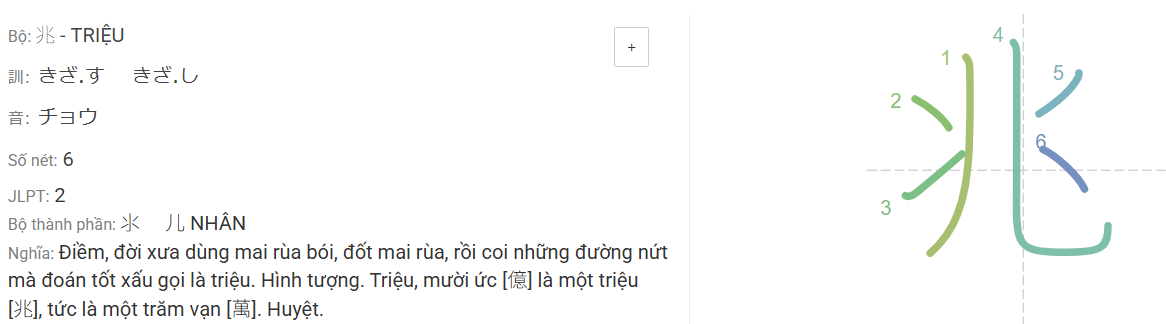 Bộ: 兆 - TRIỆU
+
訓: きざ.す きざ.し
音: チョウ
Số nét: 6
JLPT: 2
Bộ thành phần: 氺 儿 NHÂN
Nghĩa: Điềm, đời xưa dùng mai rùa bói, đốt mai rùa, rồi coi những đường nứt
mà đoán tốt xấu gọi là triệu. Hình tượng. Triệu, mười ức [億] là một triệu
[兆], tức là một trăm vạn [萬]. Huyệt.
兆
1
2
3
4
5
6